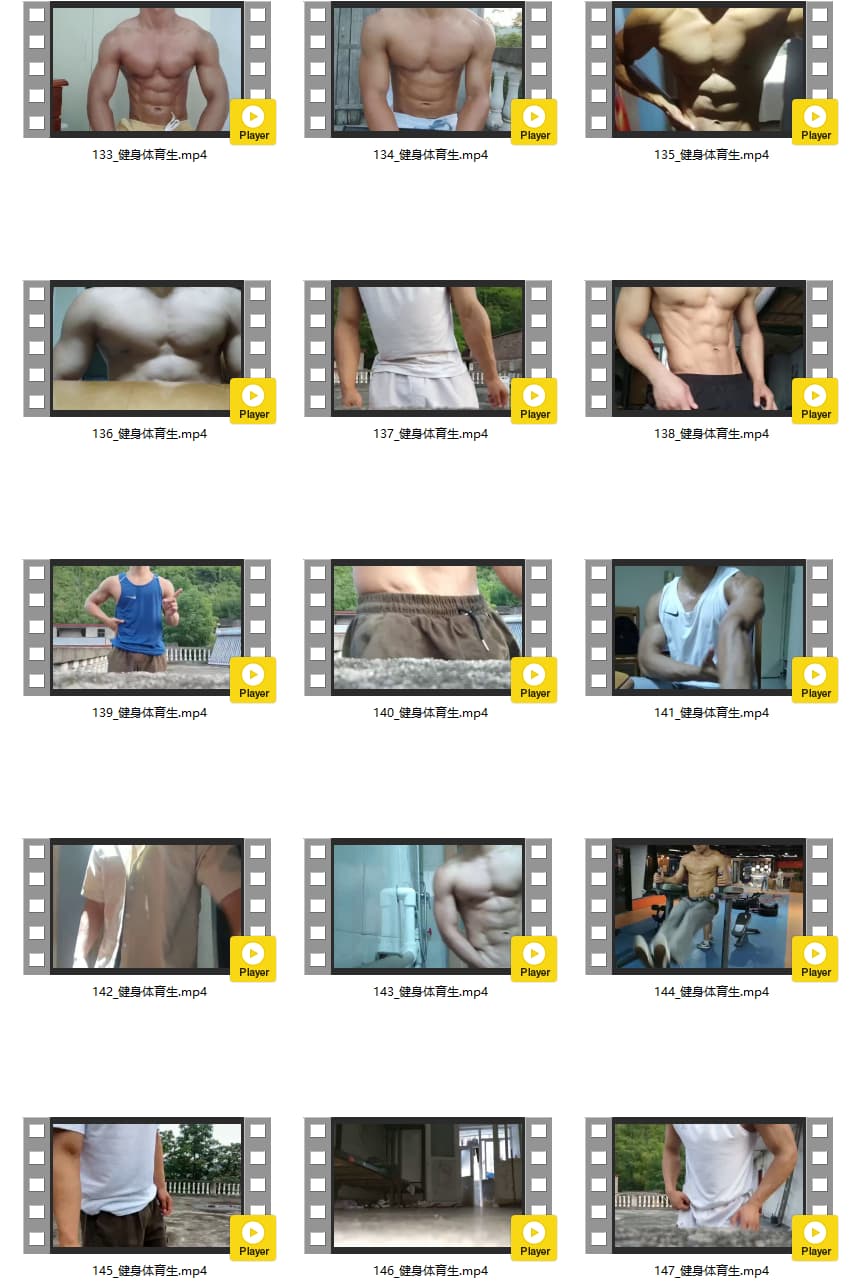 Player
Player
Player
133_健身体育生.mp4
134_健身体育生.mp4
135_健身体育生.mp4
Player
Player
Player
136_健身体育生.mp4
137_健身体育生.mp4
138_健身体育生.mp4
Player
Player
Player
139_健身体育生.mp4
140_健身体育生.mp4
141_健身体育生.mp4
Player
Player
Player
142_健身体育生.mp4
143_健身体育生.mp4
144_健身体育生.mp4
Player
Player
Player
145_健身体育生.mp4
146_健身体育生.mp4
147_健身体育生.mp4